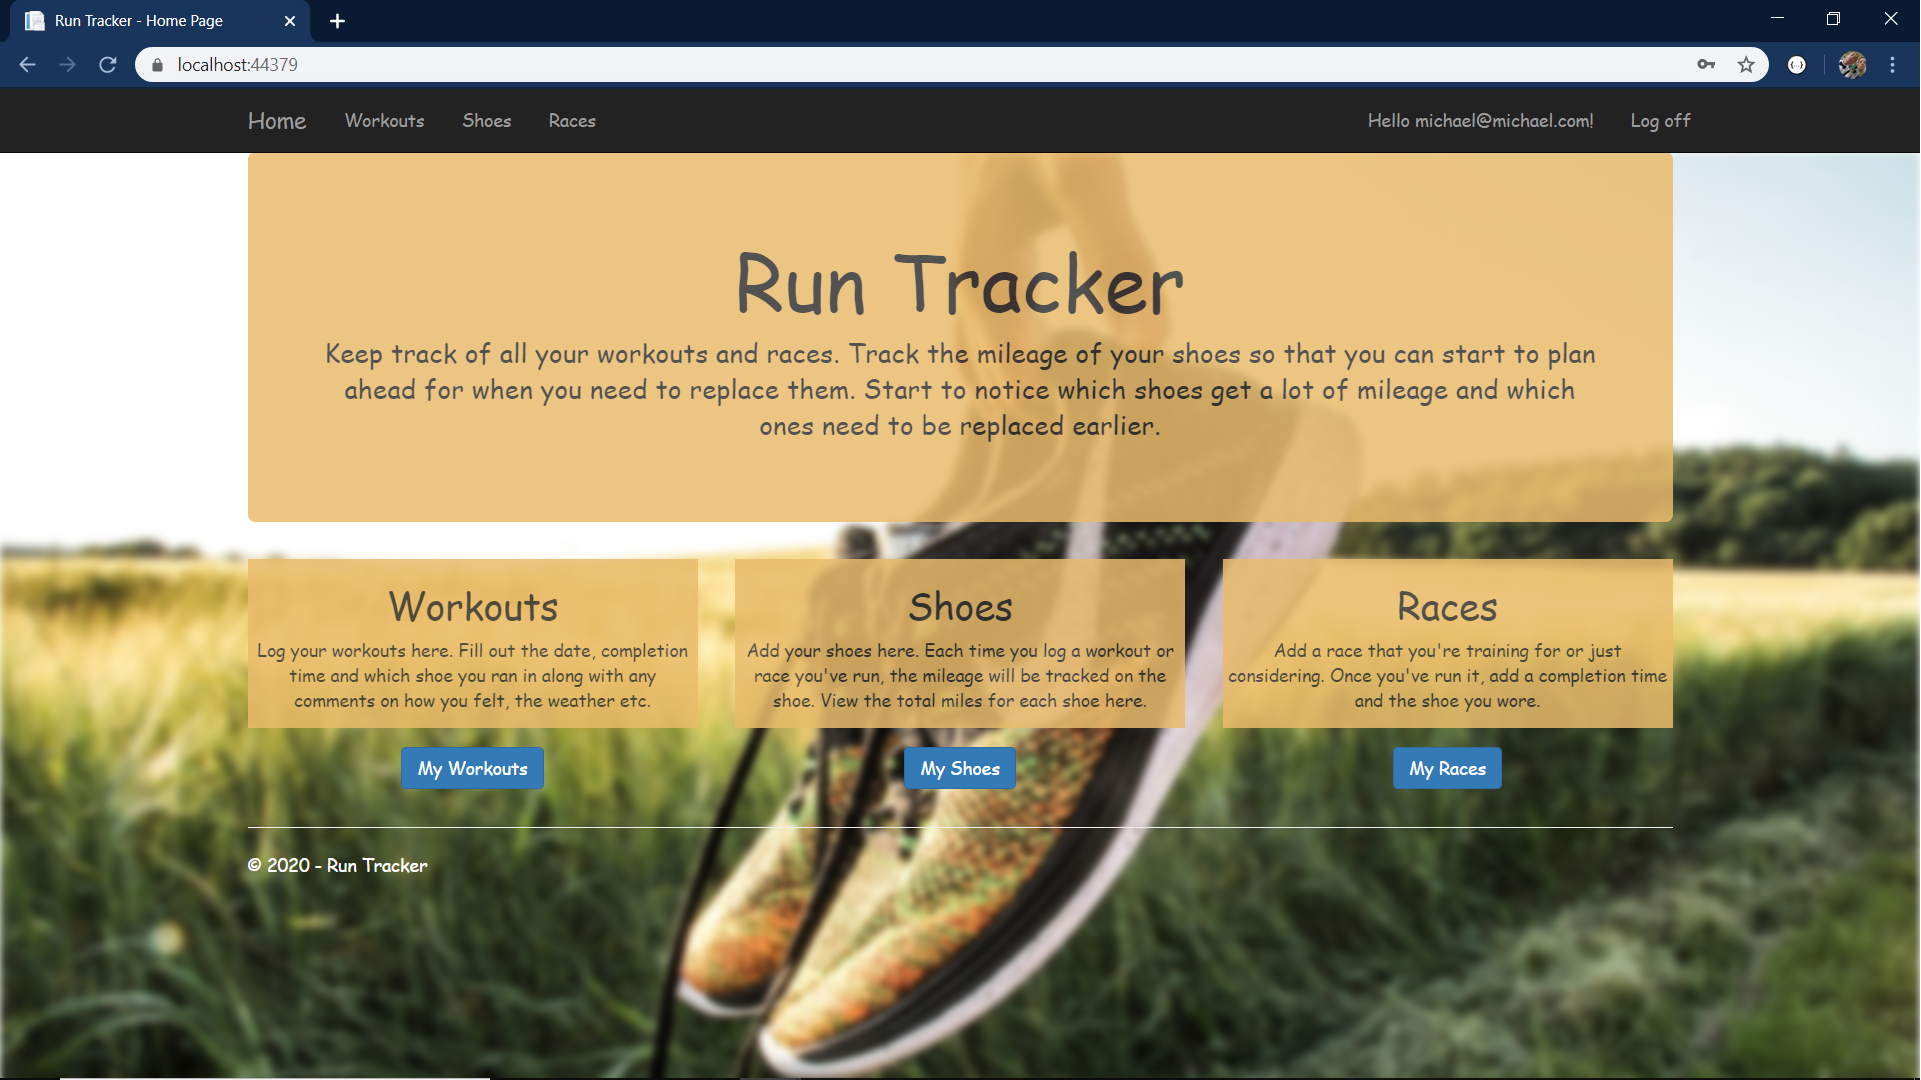 Run Tracker - Home Page
localhost:44379
Home Workouts Shoes Races Hello michael@michael.com! Log off
Run Tracker
Keep track of all your workouts and races. Track the mileage of your shoes so that you can start to plan
ahead for when you need to replace them. Start to notice which shoes get a lot of mileage and which
ones need to be replaced earlier.
Workouts
Log your workouts here. Fill out the date, completion
time and which shoe you ran in along with any
comments on how you felt, the weather etc.
My Workouts
Shoes
Add your shoes here. Each time you log a workout or
race you've run, the mileage will be tracked on the
shoe. View the total miles for each shoe here.
My Shoes
Races
Add a race that you're training for or just
considering. Once you've run it, add a completion time
and the shoe you wore.
My Races
© 2020 - Run Tracker